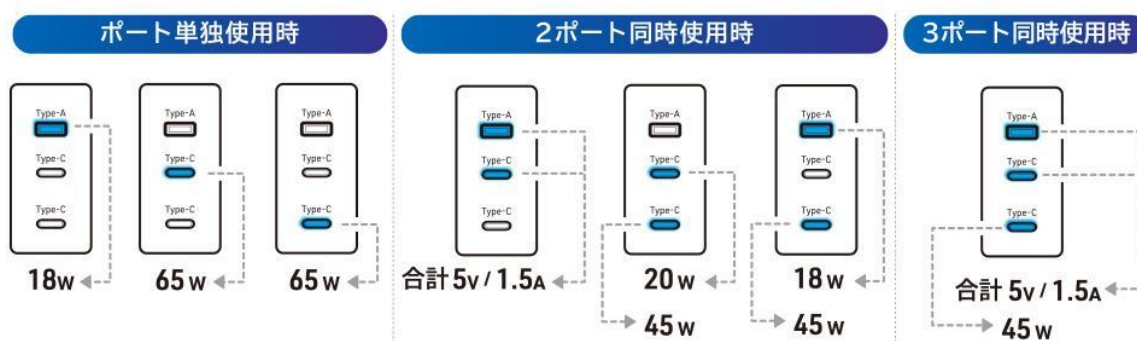 ポート単独使用時
Type-A
Type-C
Type-C
18w
Type-A
Type-C
Type-C
65w
Type-A
Type-C
Type-C
65w
2ポート同時使用時
Type-A
Type-C
Type-C
合計5v/1.5A
Type-A
Type-C
Type-C
20w
45w
Type-A
Type-C
Type-C
18w
45w
3ポート同時使用時
Type-A
Type-C
Type-C
合計5v/1.5A
45w